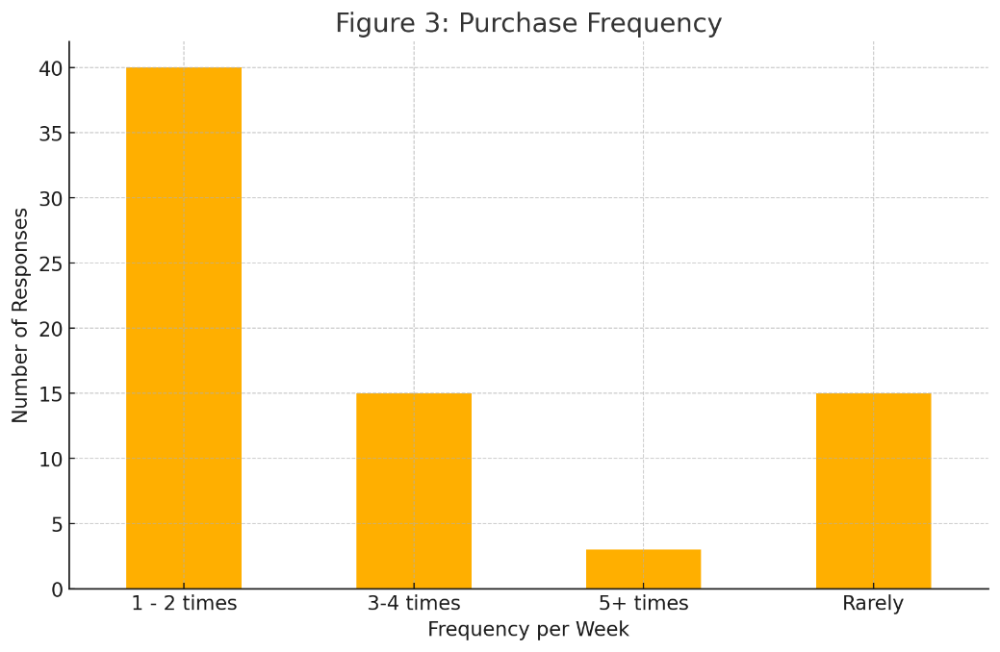 Figure 3: Purchase Frequency
40
35
30
25
20
15
10
5
0
Number of Responses
1 - 2 times 3-4 times 5+ times Rarely
Frequency per Week